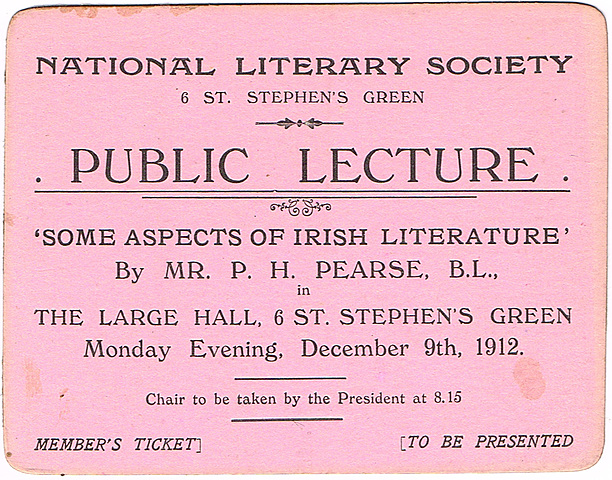 NATIONAL LITERARY SOCIETY
6 ST. STEPHEN'S GREEN
. PUBLIC LECTURE .
'SOME ASPECTS OF IRISH LITERATURE'
By MR. P. H. PEARSE, B.L.,
in
THE LARGE HALL, 6 ST. STEPHEN'S GREEN
Monday Evening, December 9th, 1912.
Chair to be taken by the President at 8.15
MEMBER'S TICKET] [TO BE PRESENTED